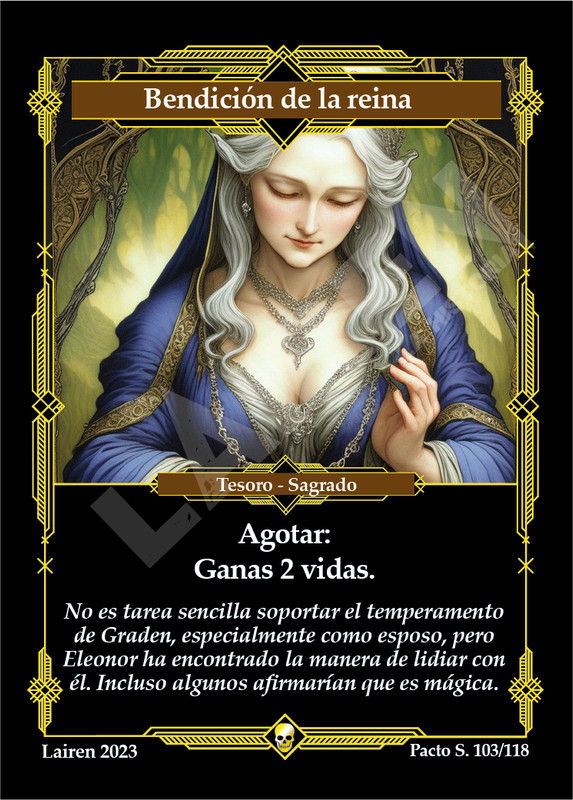 Bendición de la reina
Tesoro - Sagrado
Agotar:
Ganas 2 vidas.
No es tarea sencilla soportar el temperamento
de Graden, especialmente como esposo, pero
Eleonor ha encontrado la manera de lidiar con
él. Incluso algunos afirmarían que es mágica.
Lairen 2023
Pacto S. 103/118